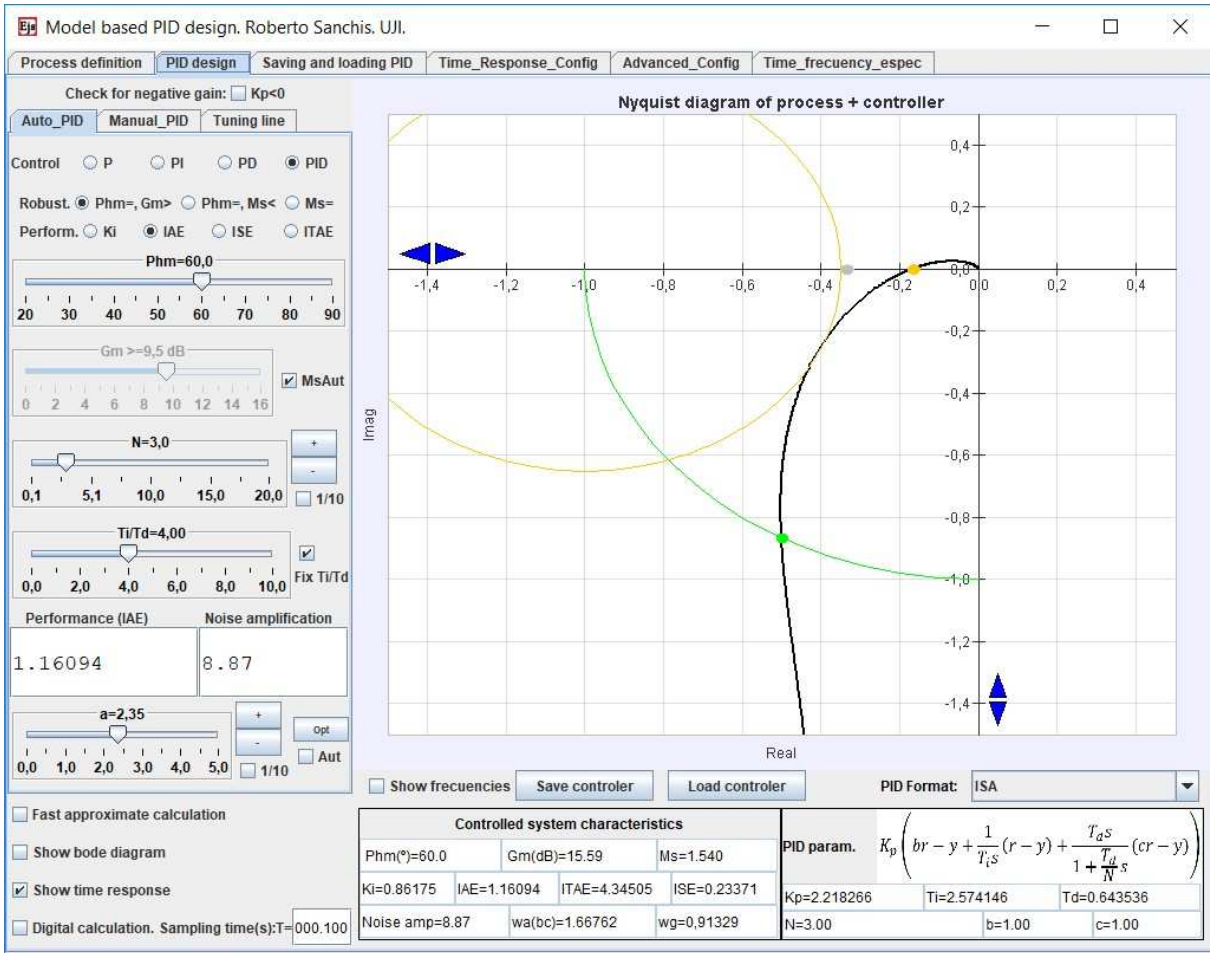 Model based PID design. Roberto Sanchis. UJI.
Process definition PID design Saving and loading PID Time_Response_Config Advanced_Config Time_frecuency_espec
Check for negative gain: Kp<0
Auto_PID Manual_PID Tuning line
Control P PI PD PID
Robust. Phm=, Gm> Phm=, Ms< Ms=
Perform. Ki IAE ISE ITAE
Phm=60,0
20 30 40 50 60 70 80 90
Gm >=9,5 dB
MsAut
0 2 4 6 8 10 12 14 16
N=3,0
+
-
0,1 5,1 10,0 15,0 20,0 1/10
Ti/Td=4,00
0,0 2,0 4,0 6,0 8,0 10,0 Fix Ti/Td
Performance (IAE) Noise amplification
1.16094 8.87
a=2,35
+
-
Opt
Aut
0,0 1,0 2,0 3,0 4,0 5,0 1/10
Fast approximate calculation
Show bode diagram
Show time response
Digital calculation. Sampling time(s):T= 000.100
Nyquist diagram of process + controller
0,4
0,2
0,0
-1,4 -1,2 -1,0 -0,8 -0,6 -0,4 -0,2 0,0 0,2 0,4
-0,2
-0,4
-0,6
-0,8
-1,0
-1,2
-1,4
Imag
Real
Show frecuencies Save controler Load controler PID Format: ISA
Controlled system characteristics
Phm(º)=60.0 Gm(dB)=15.59 Ms=1.540
Ki=0.86175 IAE=1.16094 ITAE=4.34505 ISE=0.23371
Noise amp=8.87 wa(bc)=1.66762 wg=0,91329
PID param. K_p ( br − y + 1/(T_i s) (r − y) + T_d s/(1 + (T_d/N) s) (cr − y) )
Kp=2.218266 Ti=2.574146 Td=0.643536
N=3.00 b=1.00 c=1.00